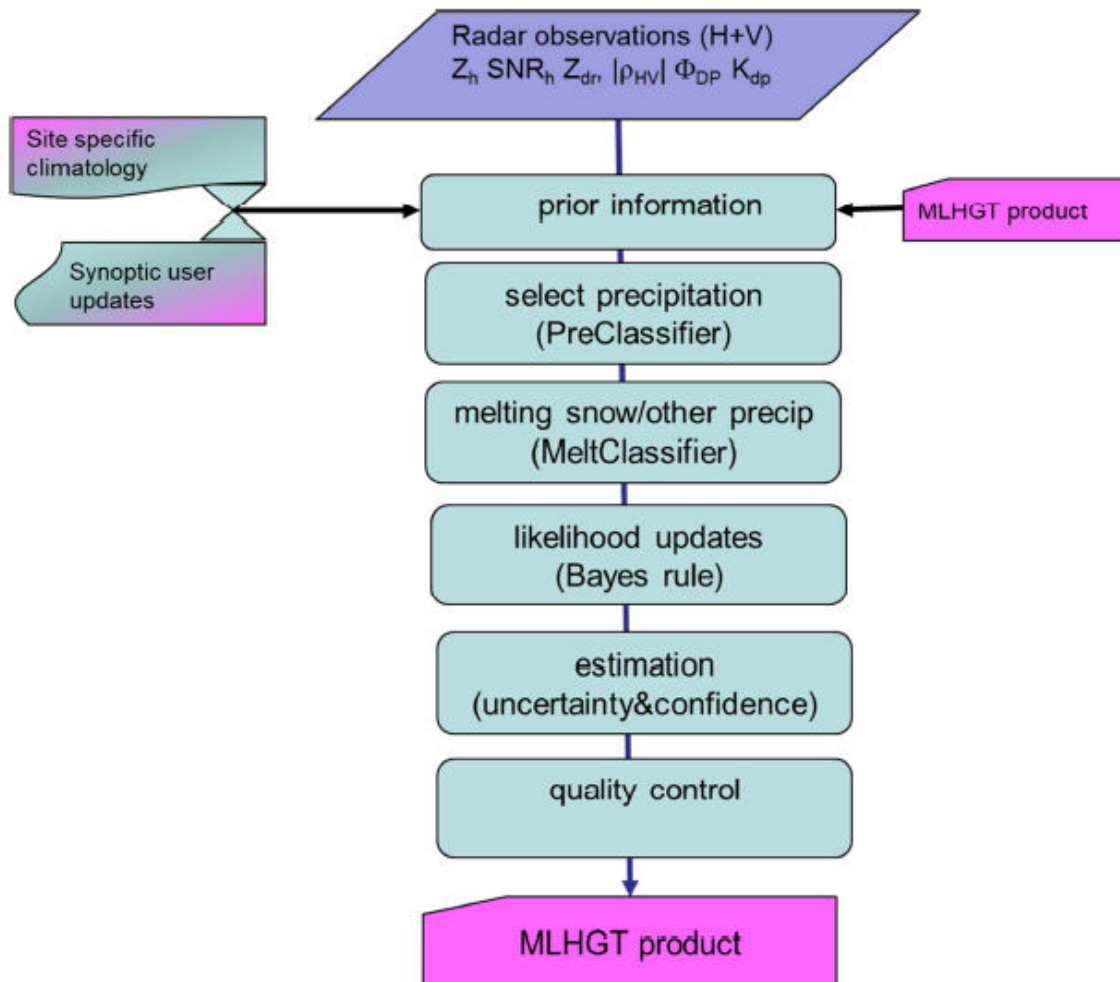 Radar observations (H+V)
Zh SNRh Zdr, |ρHV| ΦDP Kdp
Site specific
climatology
prior information
MLHGT product
Synoptic user
updates
select precipitation
(PreClassifier)
melting snow/other precip
(MeltClassifier)
likelihood updates
(Bayes rule)
estimation
(uncertainty&confidence)
quality control
MLHGT product